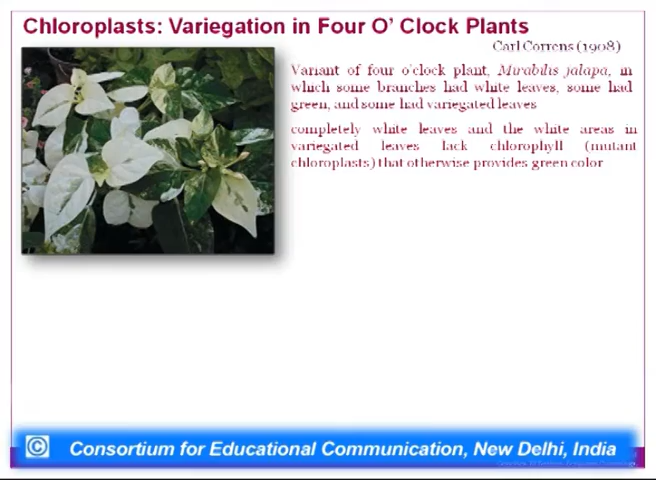 Chloroplasts: Variegation in Four O' Clock Plants
Carl Correns (1908)
Variant of four o'clock plant, Mirabilis jalapa, in
which some branches had white leaves, some had
green, and some had variegated leaves
completely white leaves and the white areas in
variegated leaves lack chlorophyll (mutant
chloroplasts) that otherwise provides green color
© Consortium for Educational Communication, New Delhi, India